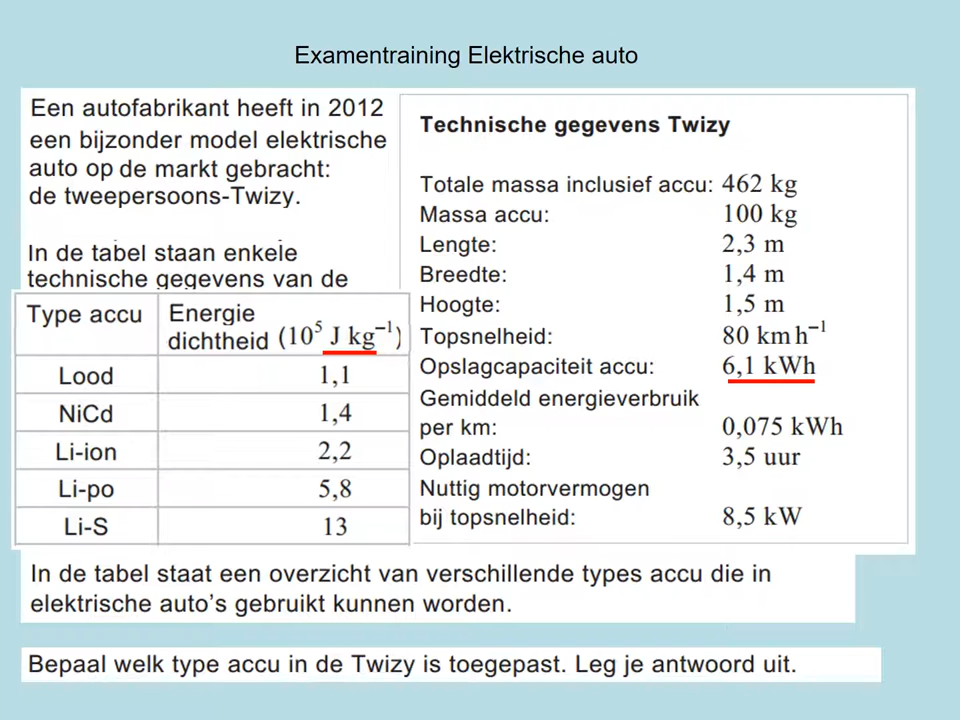 Examentraining Elektrische auto
Een autofabrikant heeft in 2012
een bijzonder model elektrische
auto op de markt gebracht:
de tweepersoons-Twizy.
In de tabel staan enkele
technische gegevens van de
Type accu Energie dichtheid (10⁵ J kg⁻¹)
Lood 1,1
NiCd 1,4
Li-ion 2,2
Li-po 5,8
Li-S 13
Technische gegevens Twizy
Totale massa inclusief accu: 462 kg
Massa accu: 100 kg
Lengte: 2,3 m
Breedte: 1,4 m
Hoogte: 1,5 m
Topsnelheid: 80 km h⁻¹
Opslagcapaciteit accu: 6,1 kWh
Gemiddeld energieverbruik
per km: 0,075 kWh
Oplaadtijd: 3,5 uur
Nuttig motorvermogen
bij topsnelheid: 8,5 kW
In de tabel staat een overzicht van verschillende types accu die in
elektrische auto's gebruikt kunnen worden.
Bepaal welk type accu in de Twizy is toegepast. Leg je antwoord uit.